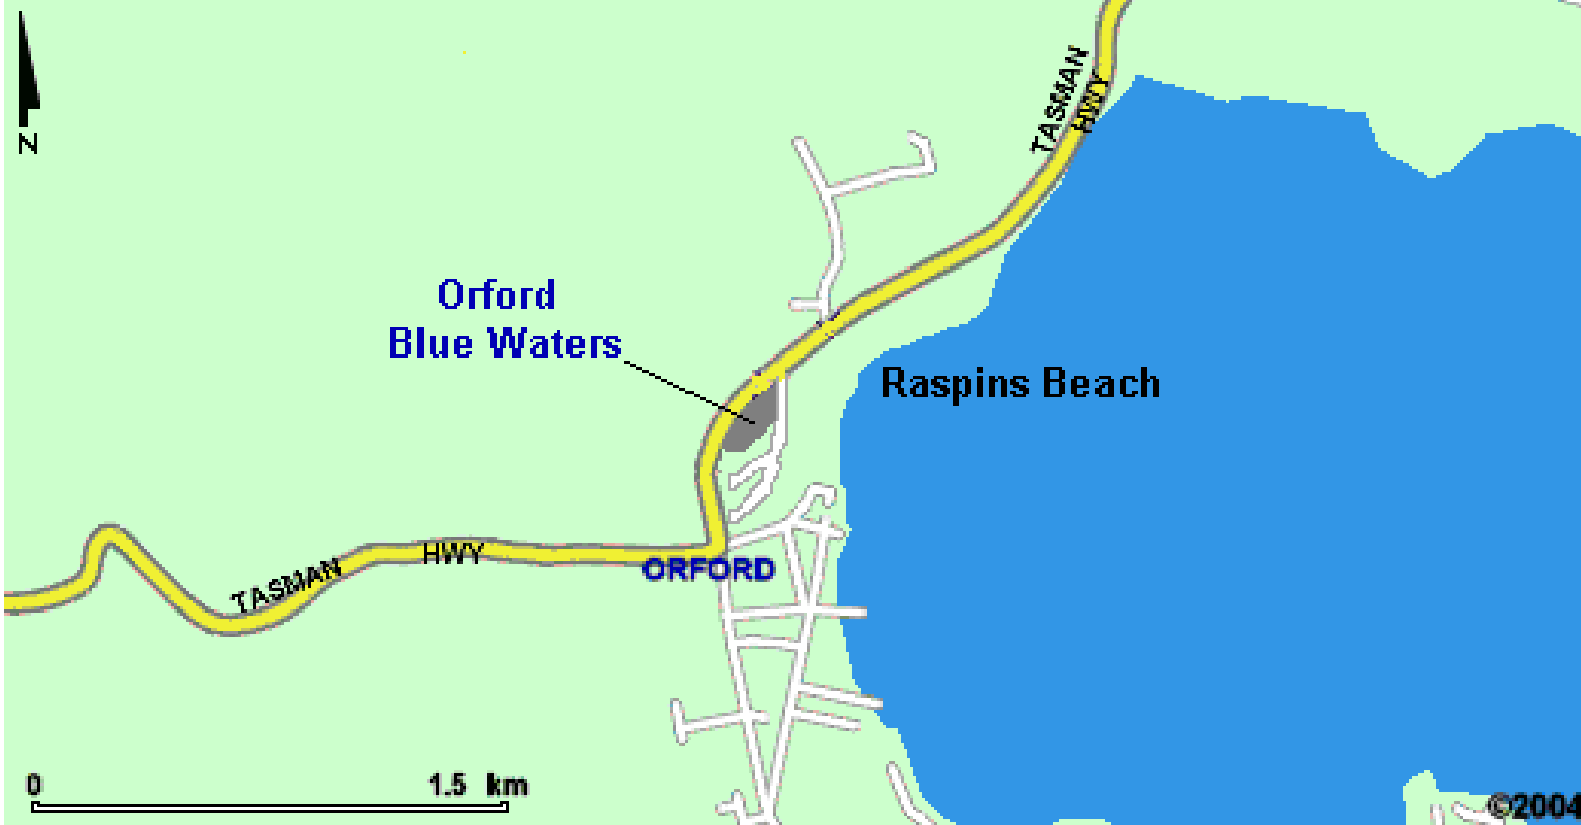 TASMAN
HWY
N
Orford
Blue Waters
Raspins Beach
TASMAN
HWY
ORFORD
0
1.5 km
©2004